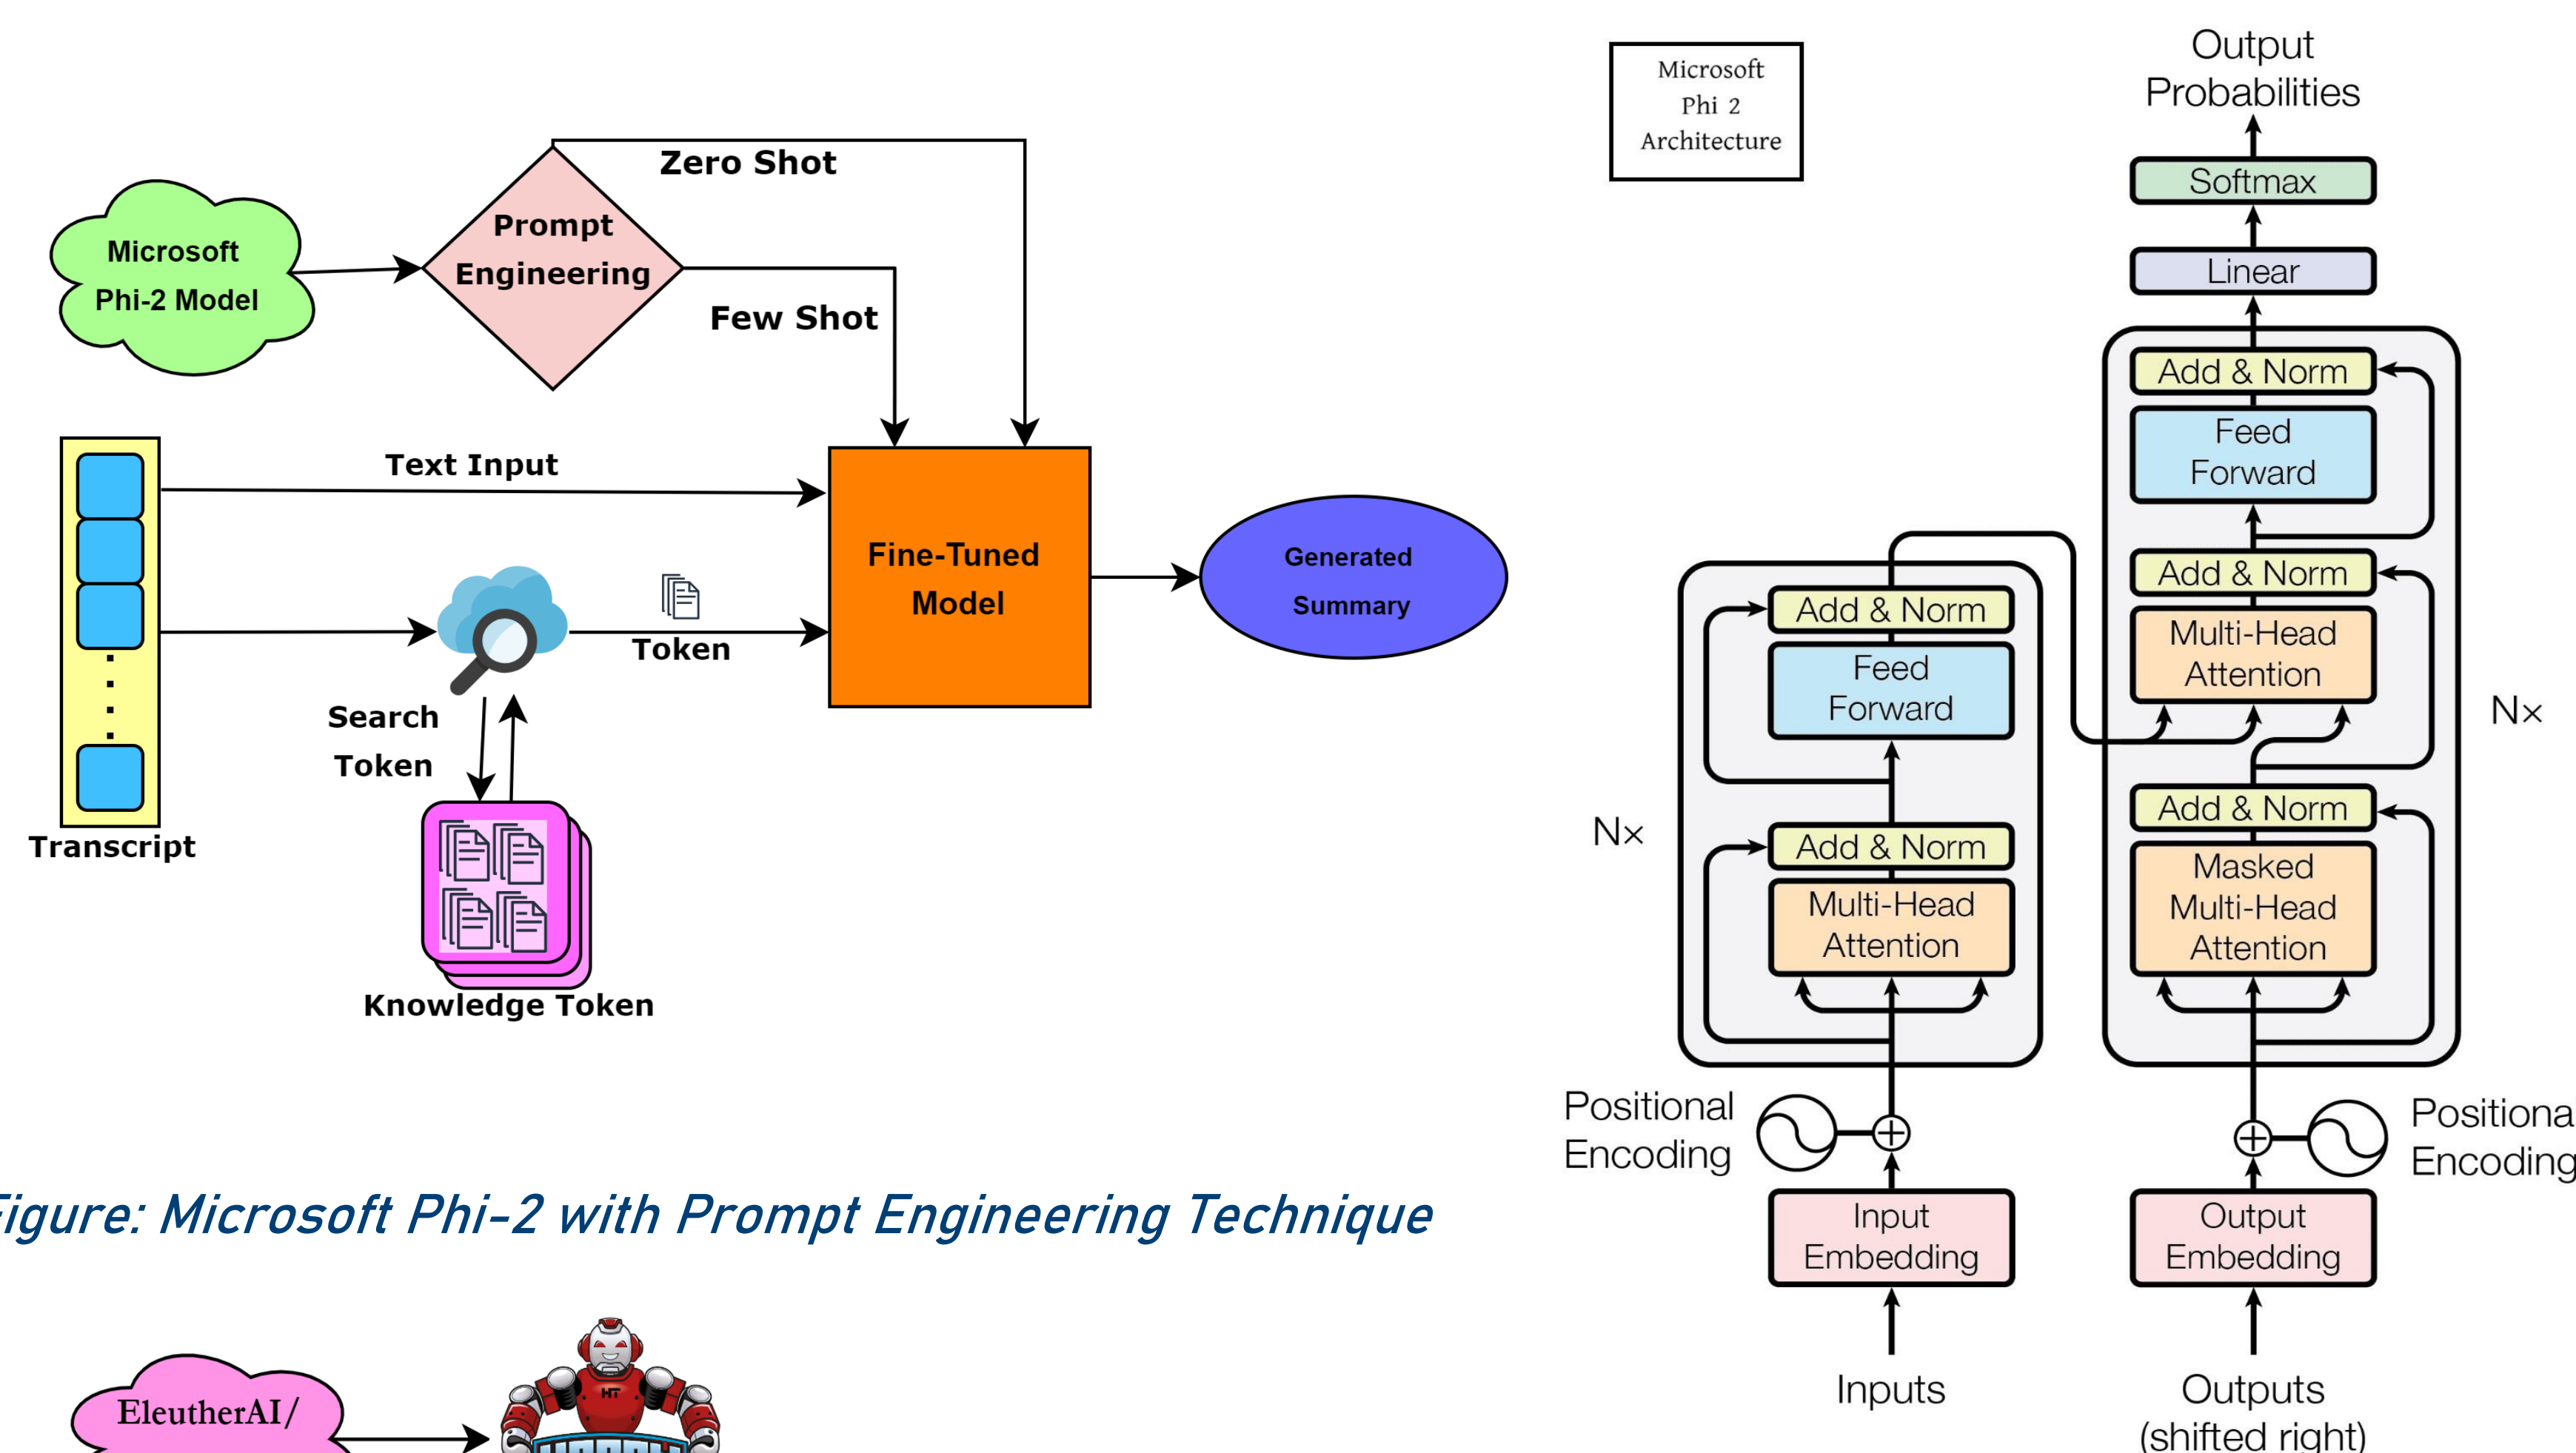 Microsoft
Phi-2 Model
Prompt
Engineering
Zero Shot
Few Shot
Text Input
Transcript
Search
Token
Token
Knowledge Token
Fine-Tuned
Model
Generated
Summary
Figure: Microsoft Phi-2 with Prompt Engineering Technique
EleutherAI/
HT
Microsoft
Phi 2
Architecture
Output
Probabilities
Softmax
Linear
Add & Norm
Feed
Forward
Add & Norm
Multi-Head
Attention
Add & Norm
Masked
Multi-Head
Attention
N×
Add & Norm
Feed
Forward
Add & Norm
Multi-Head
Attention
N×
Positional
Encoding
Positional
Encoding
Input
Embedding
Output
Embedding
Inputs
Outputs
(shifted right)